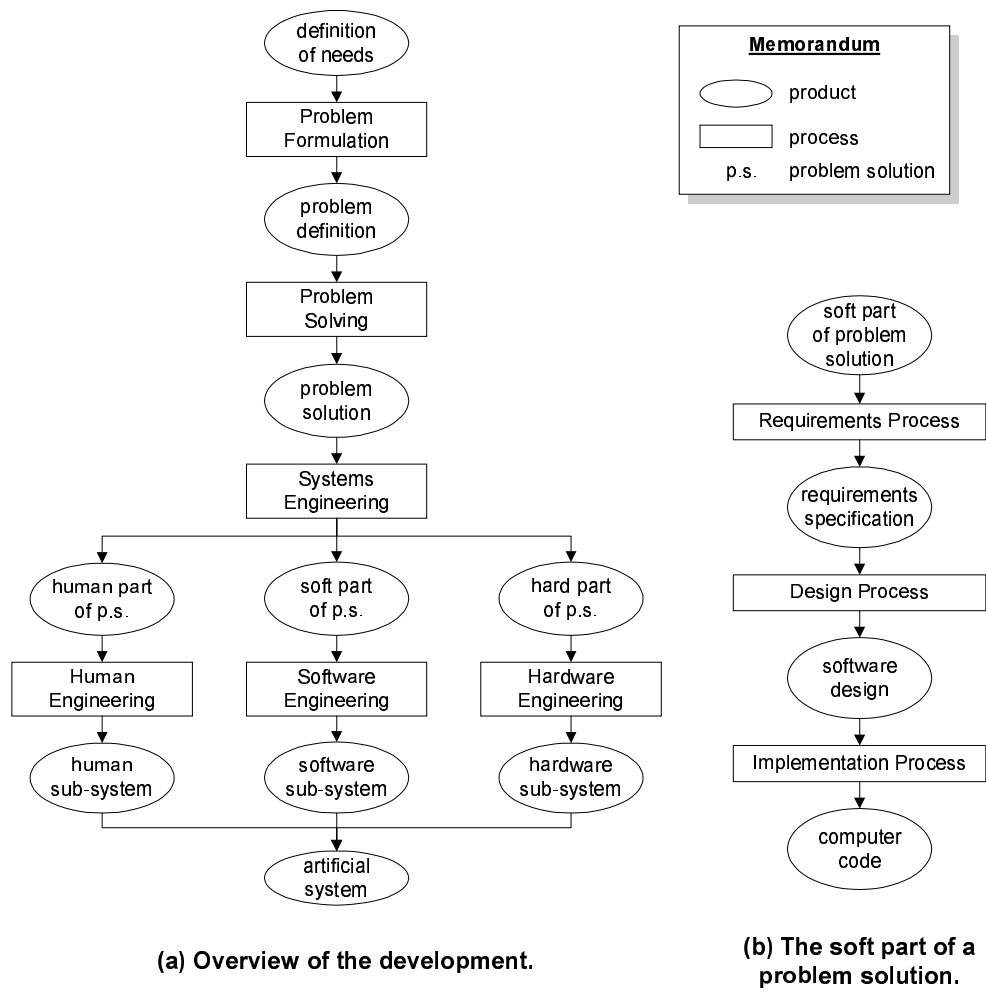 definition
of needs
Problem
Formulation
problem
definition
Problem
Solving
problem
solution
Systems
Engineering
human part
of p.s.
soft part
of p.s.
hard part
of p.s.
Human
Engineering
Software
Engineering
Hardware
Engineering
human
sub-system
software
sub-system
hardware
sub-system
artificial
system
(a) Overview of the development.
Memorandum
product
process
p.s. problem solution
soft part
of problem
solution
Requirements Process
requirements
specification
Design Process
software
design
Implementation Process
computer
code
(b) The soft part of a
problem solution.